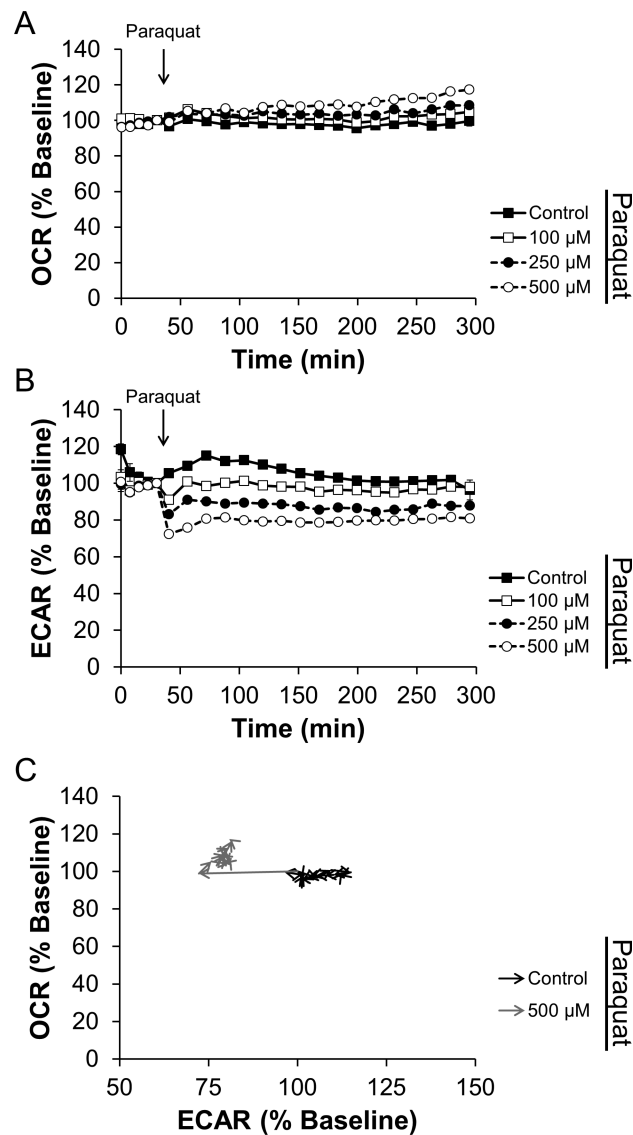 A
Paraquat
140
120
100
80
60
40
20
0
OCR (% Baseline)
0 50 100 150 200 250 300
Time (min)
Control
100 µM
250 µM
500 µM
Paraquat
B
Paraquat
140
120
100
80
60
40
20
0
ECAR (% Baseline)
0 50 100 150 200 250 300
Time (min)
Control
100 µM
250 µM
500 µM
Paraquat
C
140
120
100
80
60
40
20
0
OCR (% Baseline)
50 75 100 125 150
ECAR (% Baseline)
Control
500 µM
Paraquat